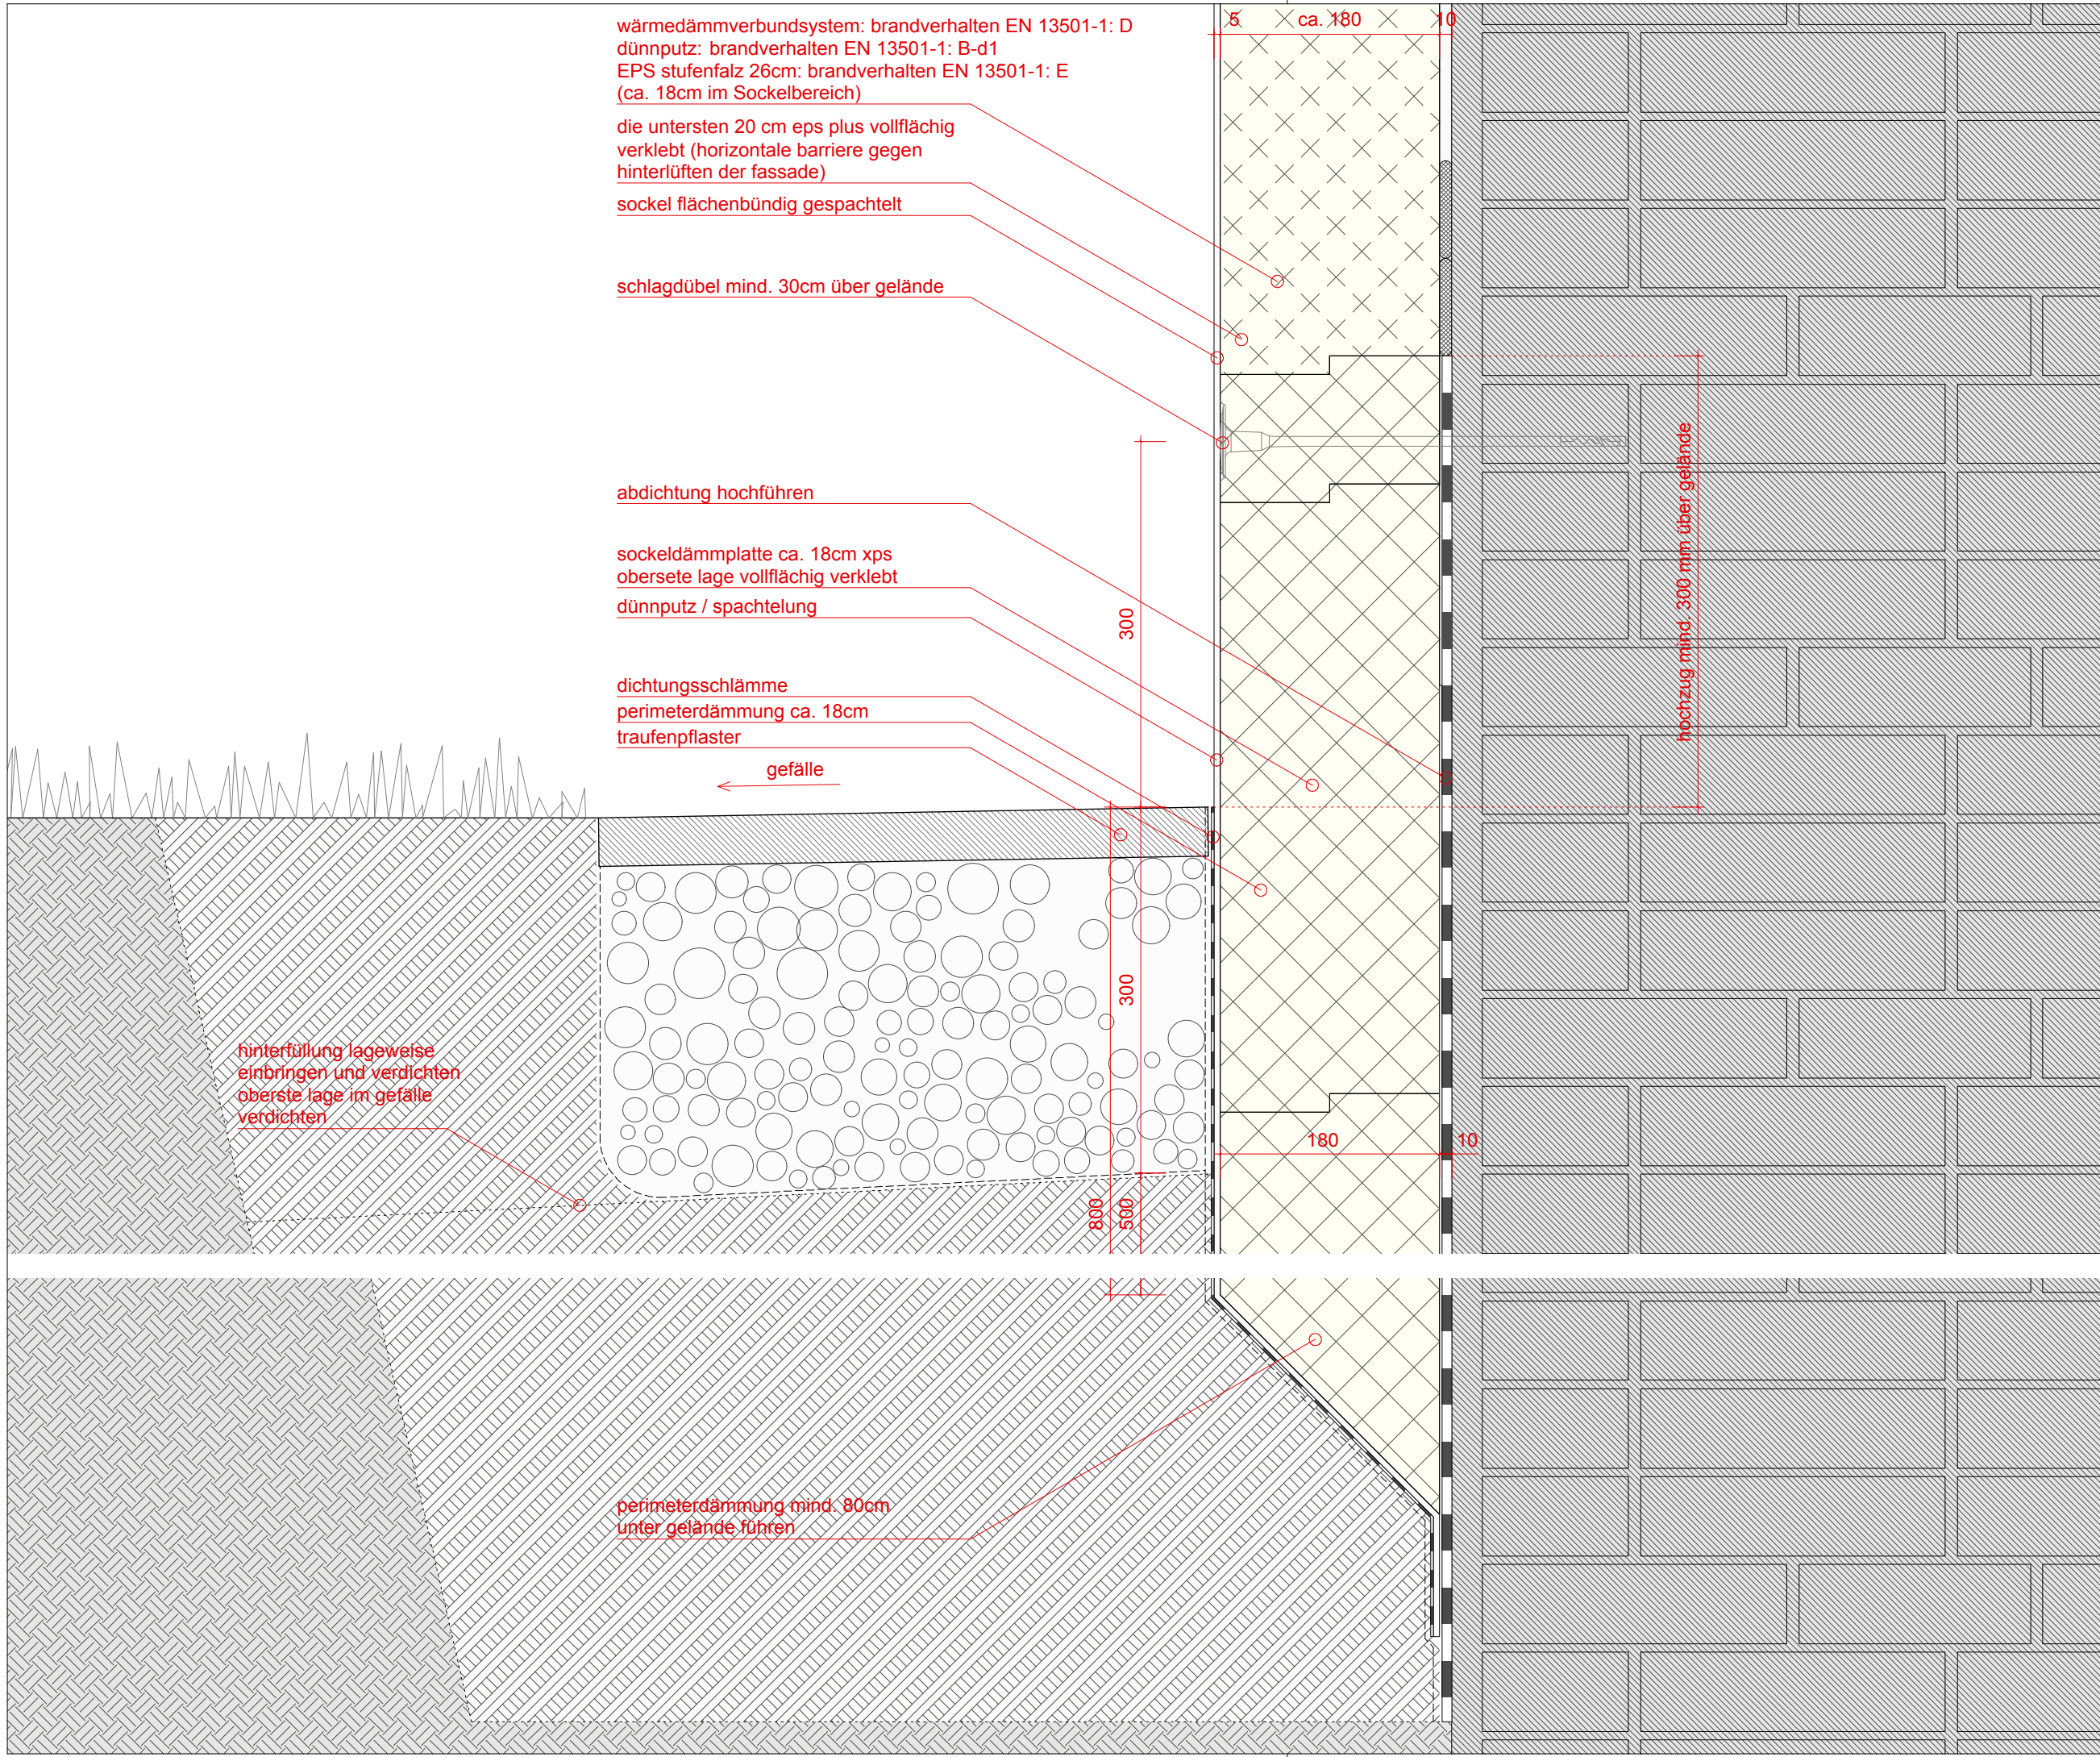 wärmedämmverbundsystem: brandverhalten EN 13501-1: D
dünnputz: brandverhalten EN 13501-1: B-d1
EPS stufenfalz 26cm: brandverhalten EN 13501-1: E
(ca. 18cm im Sockelbereich)
5 ca. 180 10
die untersten 20 cm eps plus vollflächig
verklebt (horizontale barriere gegen
hinterlüften der fassade)
sockel flächenbündig gespachtelt
schlagdübel mind. 30cm über gelände
abdichtung hochführen
sockeldämmplatte ca. 18cm xps
obersete lage vollflächig verklebt
dünnputz / spachtelung
300
hochzug mind. 300 mm über gelände
dichtungsschlämme
perimeterdämmung ca. 18cm
traufenpflaster
gefälle
300
hinterfüllung lageweise
einbringen und verdichten
oberste lage im gefälle
verdichten
180 10
800
500
perimeterdämmung mind. 80cm
unter gelände führen